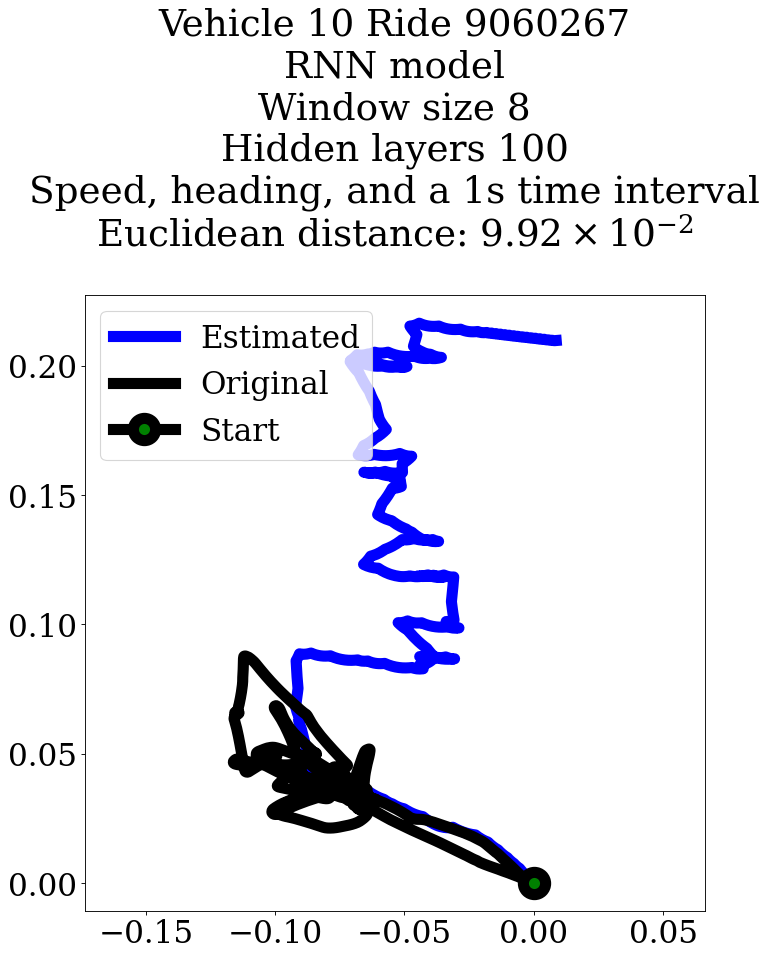 Vehicle 10 Ride 9060267
RNN model
Window size 8
Hidden layers 100
Speed, heading, and a 1s time interval
Euclidean distance: 9.92 × 10⁻²
Estimated
Original
Start
0.20
0.15
0.10
0.05
0.00
−0.15 −0.10 −0.05 0.00 0.05